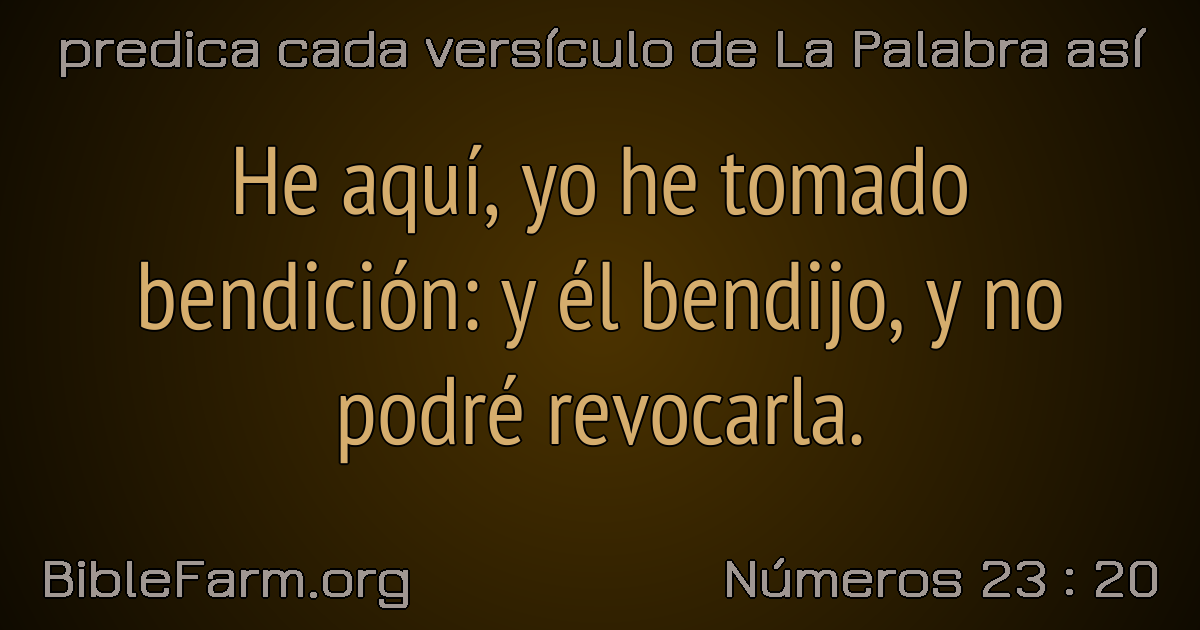 predica cada versículo de La Palabra así
He aquí, yo he tomado
bendición: y él bendijo, y no
podré revocarla.
BibleFarm.org
Números 23 : 20